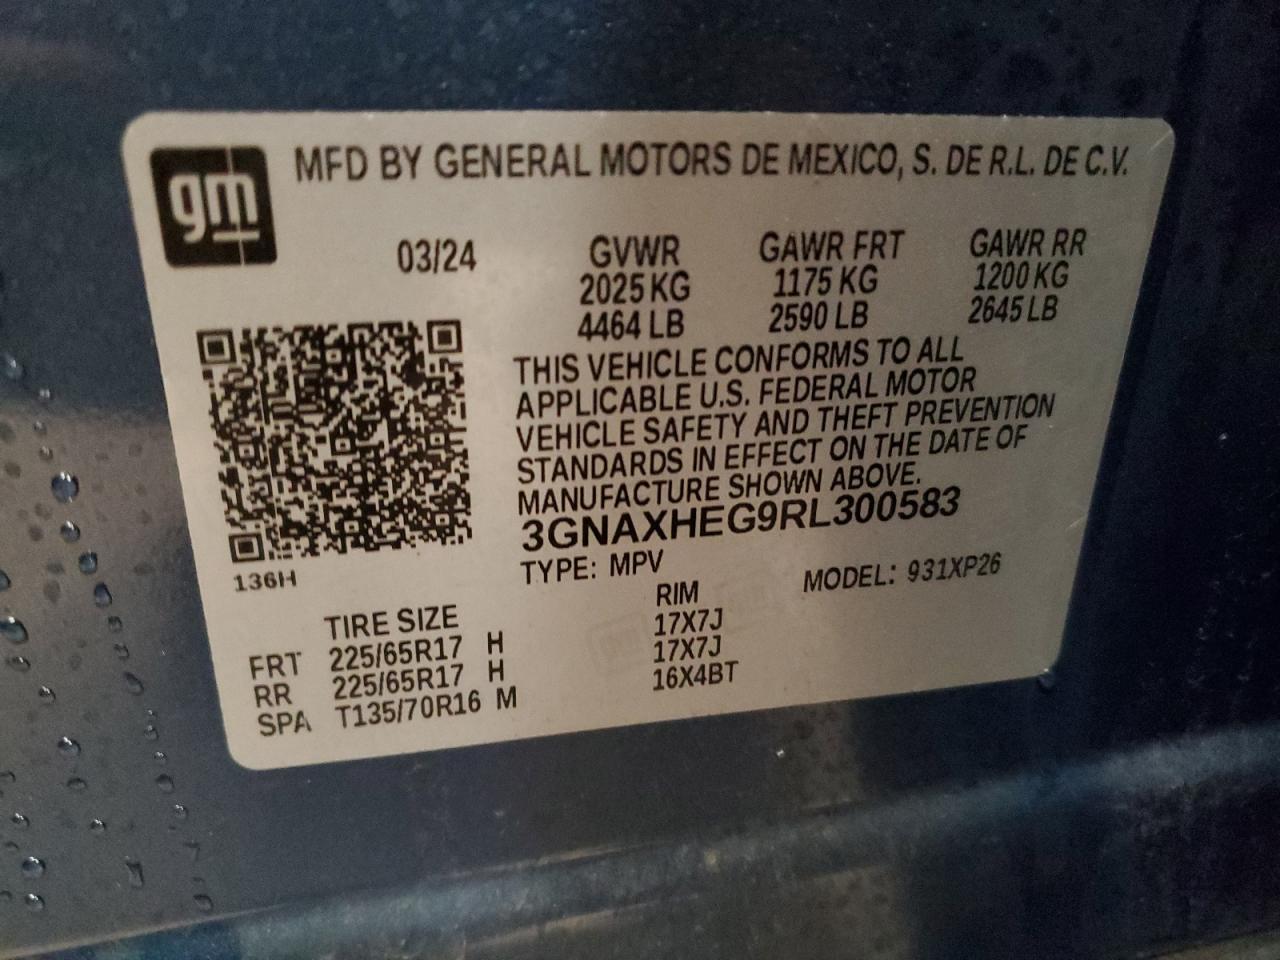 gm
MFD BY GENERAL MOTORS DE MEXICO, S. DE R.L. DE C.V.
03/24 GVWR GAWR FRT GAWR RR
2025 KG 1175 KG 1200 KG
4464 LB 2590 LB 2645 LB
THIS VEHICLE CONFORMS TO ALL
APPLICABLE U.S. FEDERAL MOTOR
VEHICLE SAFETY AND THEFT PREVENTION
STANDARDS IN EFFECT ON THE DATE OF
MANUFACTURE SHOWN ABOVE.
3GNAXHEG9RL300583
136H
TYPE: MPV MODEL: 931XP26
TIRE SIZE RIM
FRT 225/65R17 H 17X7J
RR 225/65R17 H 17X7J
SPA T135/70R16 M 16X4BT